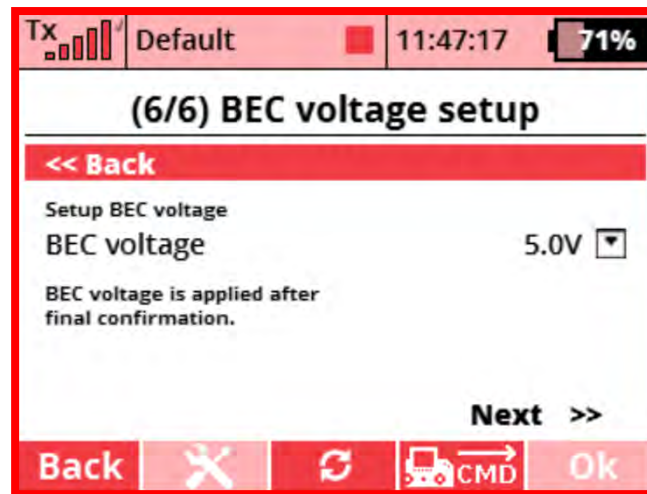 Tx Default 11:47:17 71%
(6/6) BEC voltage setup
<< Back
Setup BEC voltage
BEC voltage 5.0V
BEC voltage is applied after
final confirmation.
Next >>
Back CMD Ok